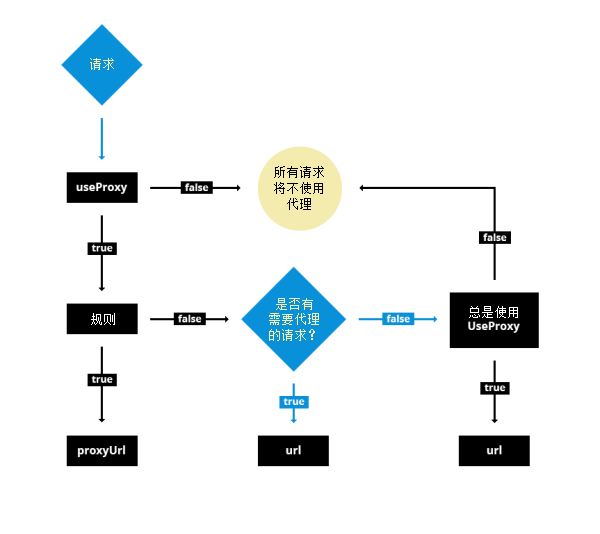 请求
useProxy
false
所有请求
将不使用
代理
false
true
规则
false
是否有
需要代理
的请求？
false
总是使用
UseProxy
true
true
true
proxyUrl
url
url